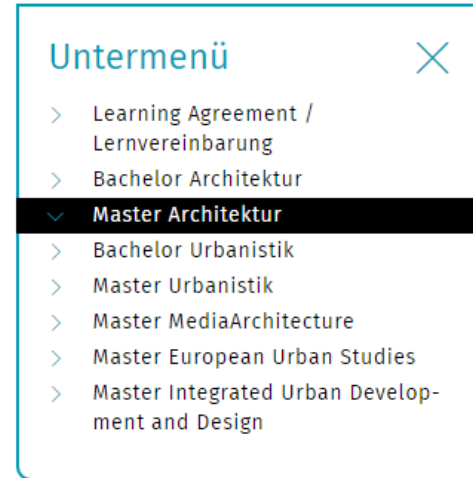 Untermenü
Learning Agreement /
Lernvereinbarung
Bachelor Architektur
Master Architektur
Bachelor Urbanistik
Master Urbanistik
Master MediaArchitecture
Master European Urban Studies
Master Integrated Urban Develop-
ment and Design